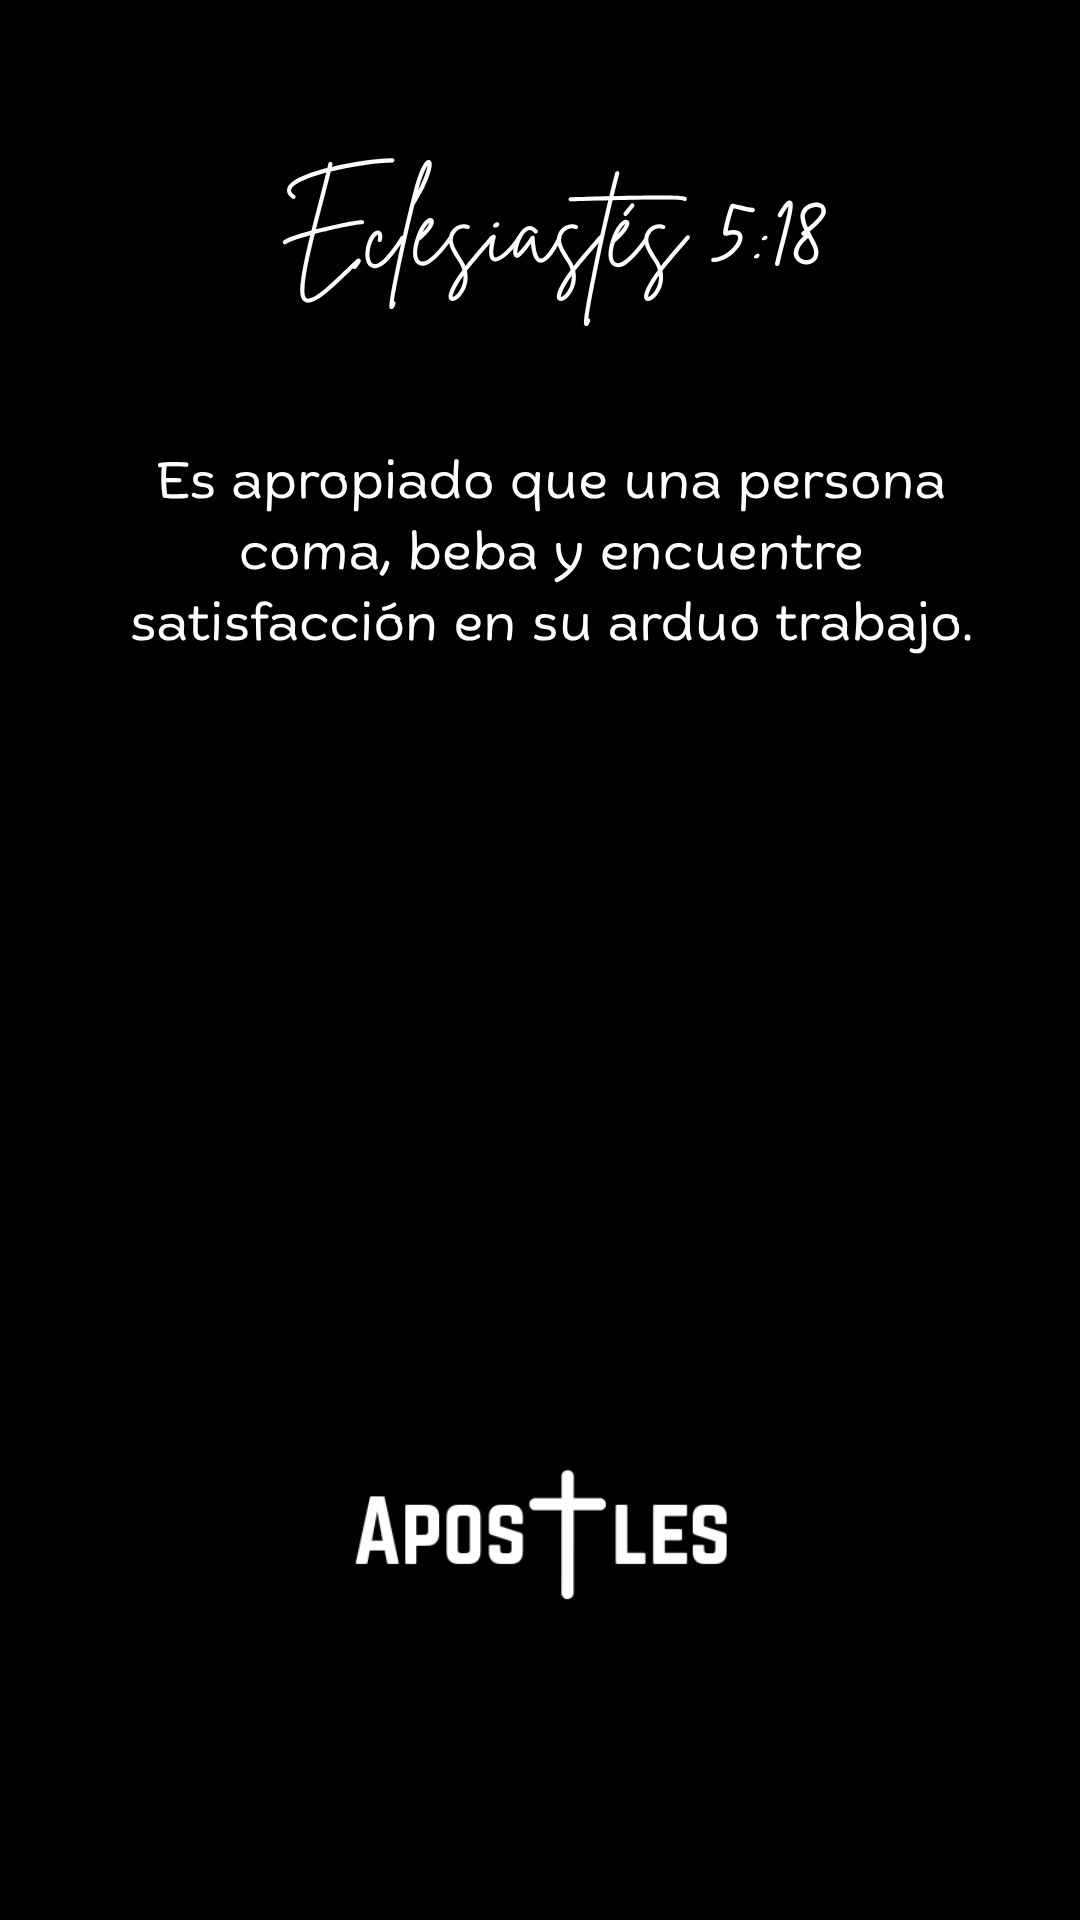 Eclesiastés 5:18
Es apropiado que una persona
coma, beba y encuentre
satisfacción en su arduo trabajo.
APOSTLES